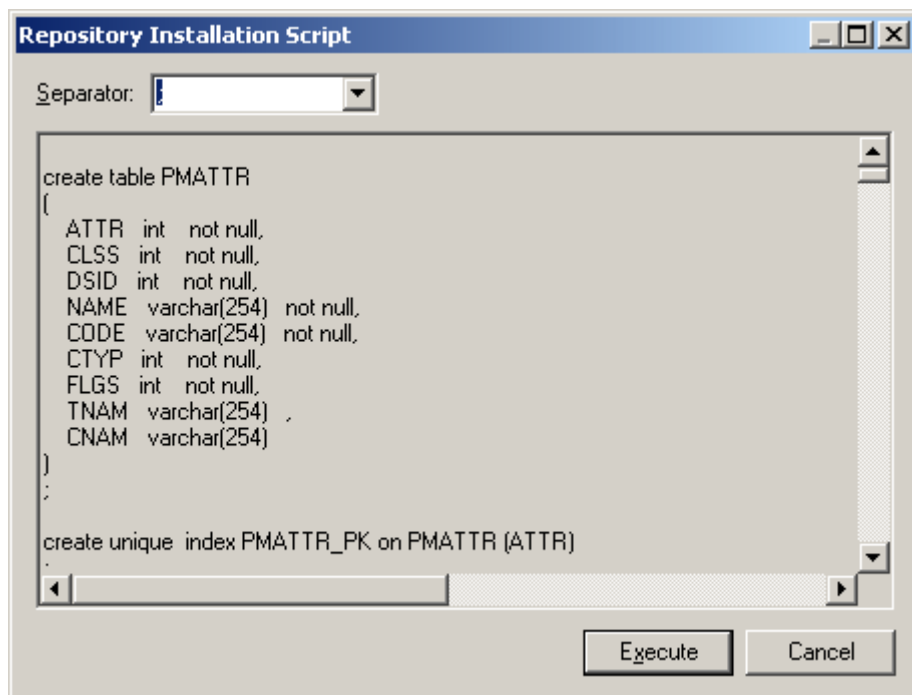 Repository Installation Script
Separator: ;
create table PMATTR
(
ATTR int not null,
CLSS int not null,
DSID int not null,
NAME varchar(254) not null,
CODE varchar(254) not null,
CTYP int not null,
FLGS int not null,
TNAM varchar(254) ,
CNAM varchar(254)
)
;
create unique index PMATTR_PK on PMATTR (ATTR)
Execute Cancel